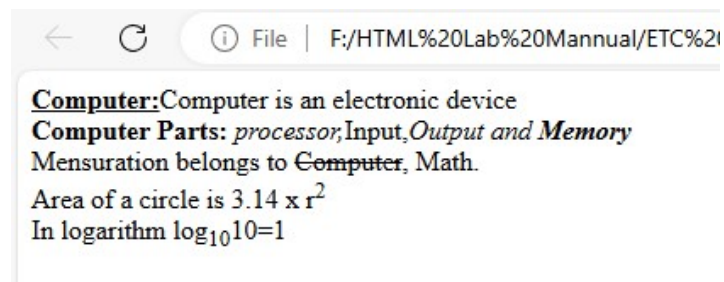 File F:/HTML%20Lab%20Mannual/ETC%20
Computer:Computer is an electronic device
Computer Parts: processor,Input,Output and Memory
Mensuration belongs to Computer, Math.
Area of a circle is 3.14 x r²
In logarithm log₁₀10=1